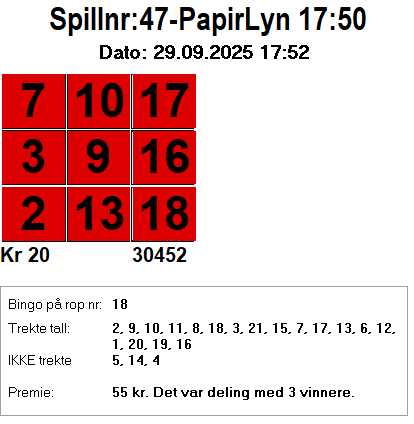 Spillnr:47-PapirLyn 17:50
Dato: 29.09.2025 17:52
7 10 17
3 9 16
2 13 18
Kr 20 30452
Bingo på rop nr: 18
Trekte tall: 2, 9, 10, 11, 8, 18, 3, 21, 15, 7, 17, 13, 6, 12,
1, 20, 19, 16
IKKE trekte 5, 14, 4
Premie: 55 kr. Det var deling med 3 vinnere.